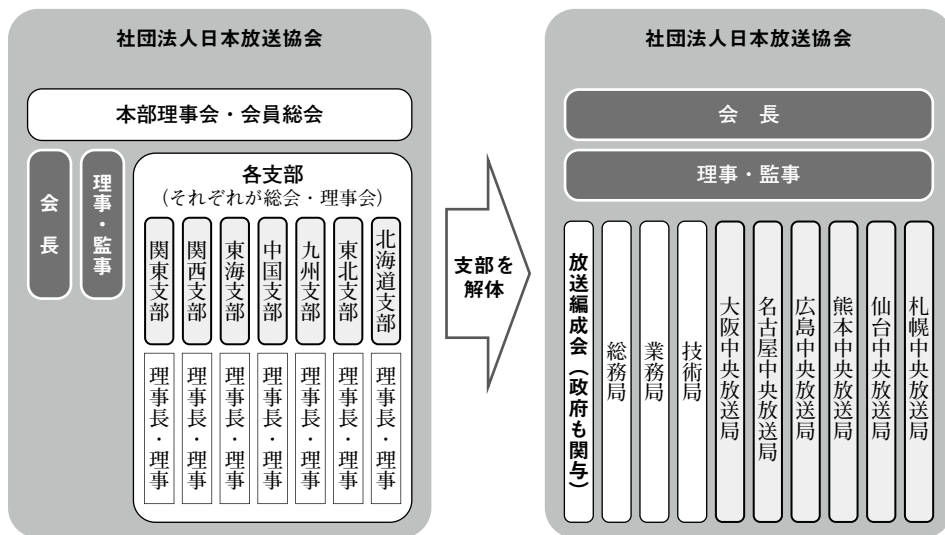 社団法人日本放送協会
本部理事会・会員総会
会長
理事・監事
各支部
(それぞれが総会・理事会)
関東支部
関西支部
東海支部
中国支部
九州支部
東北支部
北海道支部
理事長・理事
理事長・理事
理事長・理事
理事長・理事
理事長・理事
理事長・理事
理事長・理事
支部を
解体
社団法人日本放送協会
会長
理事・監事
放送編成会(政府も関与)
総務局
業務局
技術局
大阪中央放送局
名古屋中央放送局
広島中央放送局
熊本中央放送局
仙台中央放送局
札幌中央放送局